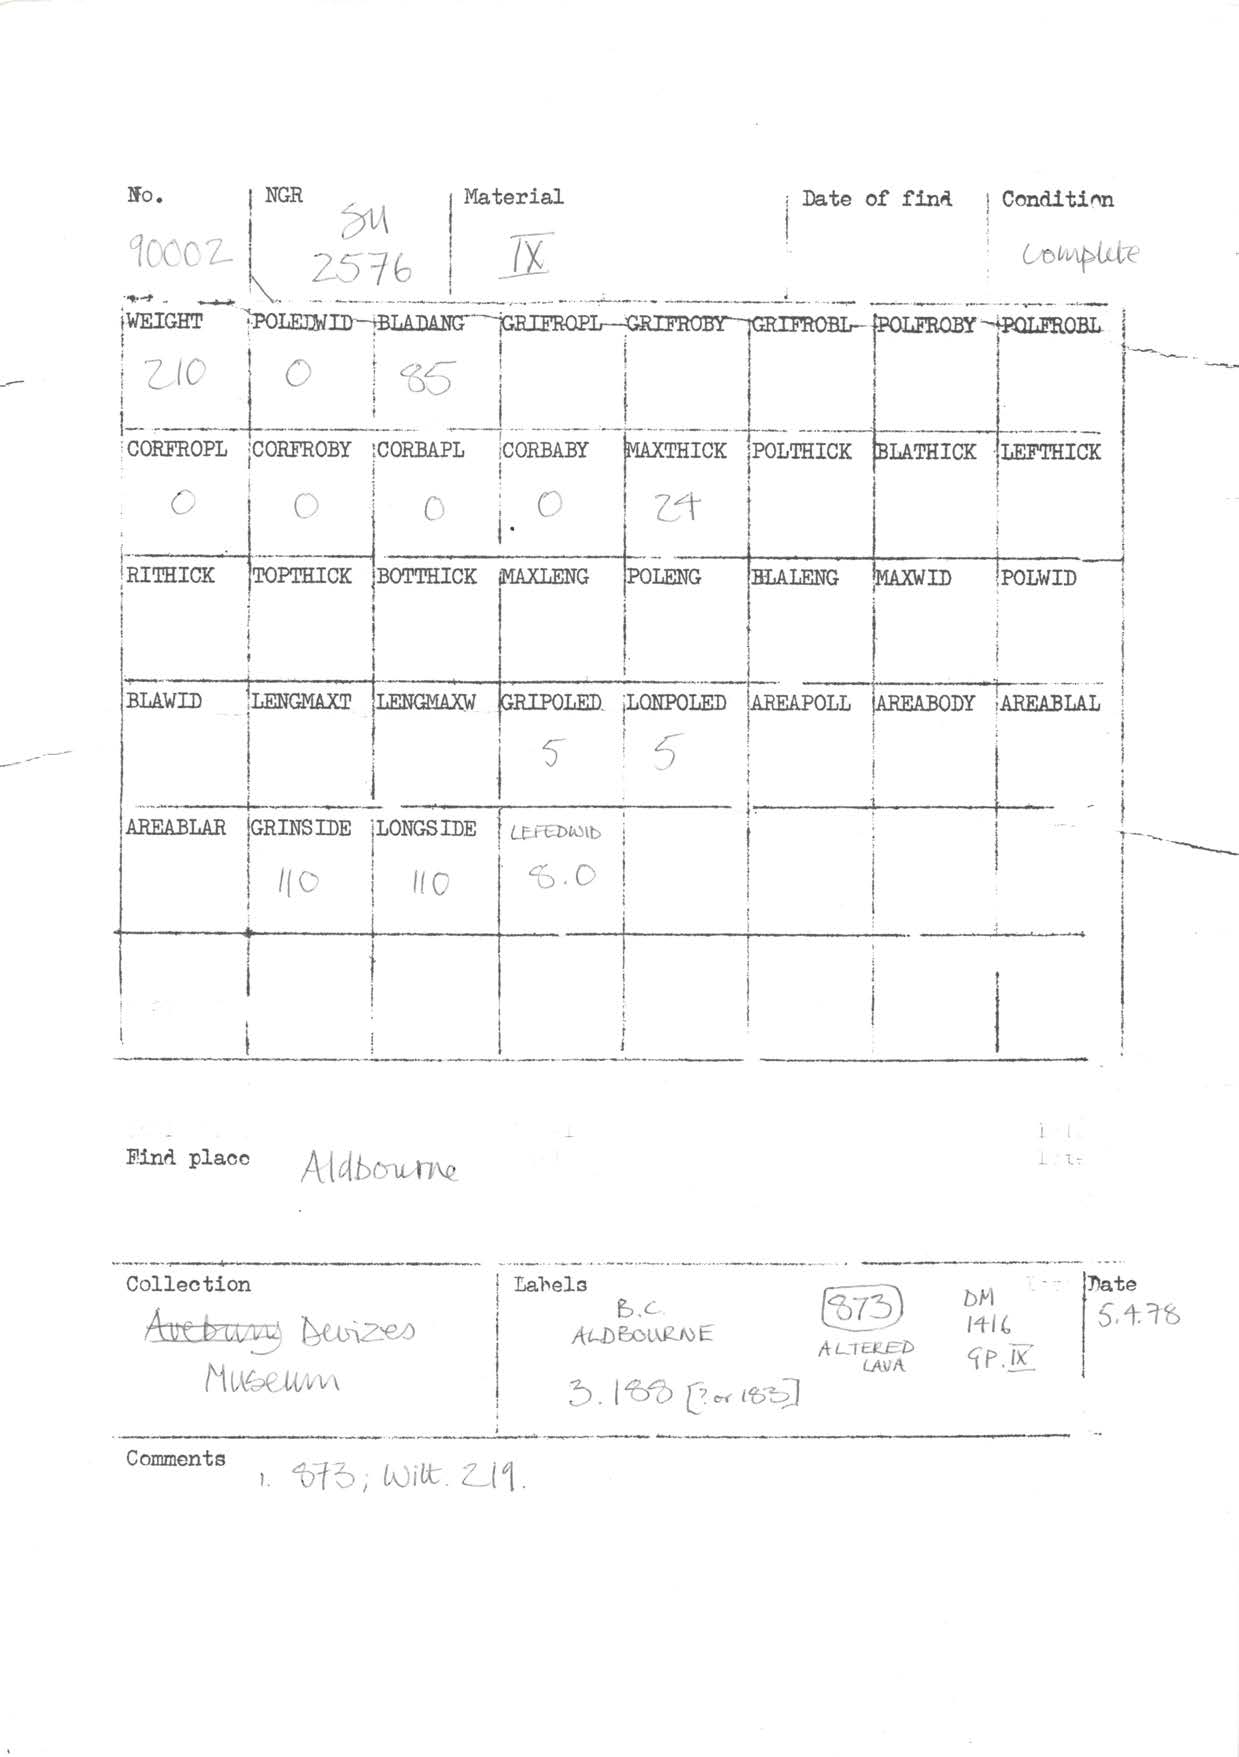 No. NGR Material Date of find Condition
90002 SU 2576 IX complete
WEIGHT POLEDWID BLADANG GRIFROPL GRIFROBY GRIFROBL POLFROBY POLFROBL
210 0 85
CORFROPL CORFROBY CORBAPL CORBABY MAXTHICK POLTHICK BLATHICK LEFTHICK
0 0 0 0 24
RITHICK TOPTHICK BOTTHICK MAXLENG POLENG BLALENG MAXWID POLWID
BLAWID LENGMAXT LENGMAXW GRIPOLED LONPOLED AREAPOLL AREABODY AREABLAL
5 5
AREABLAR GRINSIDE LONGSIDE LEFEDWID
110 110 8.0
Find place Aldbourne
Collection Labels Date
Avebury Devizes
Museum
B.C.
ALDBOURNE
3.188 [? or 183]
873
ALTERED
LAVA
DM
1416
GP. IX
5.4.78
Comments 1. 873; Wilt. 219.